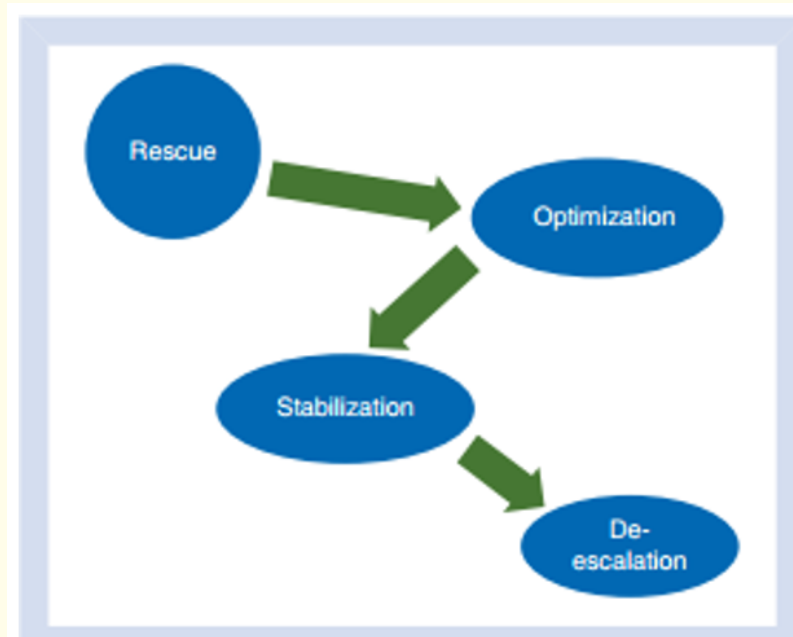 Rescue
Optimization
Stabilization
De-
escalation